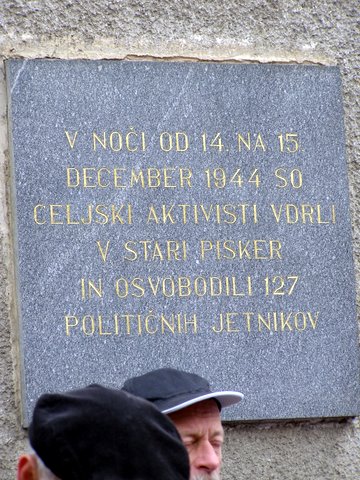 V NOČI OD 14. NA 15.
DECEMBER 1944 SO
CELJSKI AKTIVISTI VDRLI
V STARI PISKER
IN OSVOBODILI 127
POLITIČNIH JETNIKOV